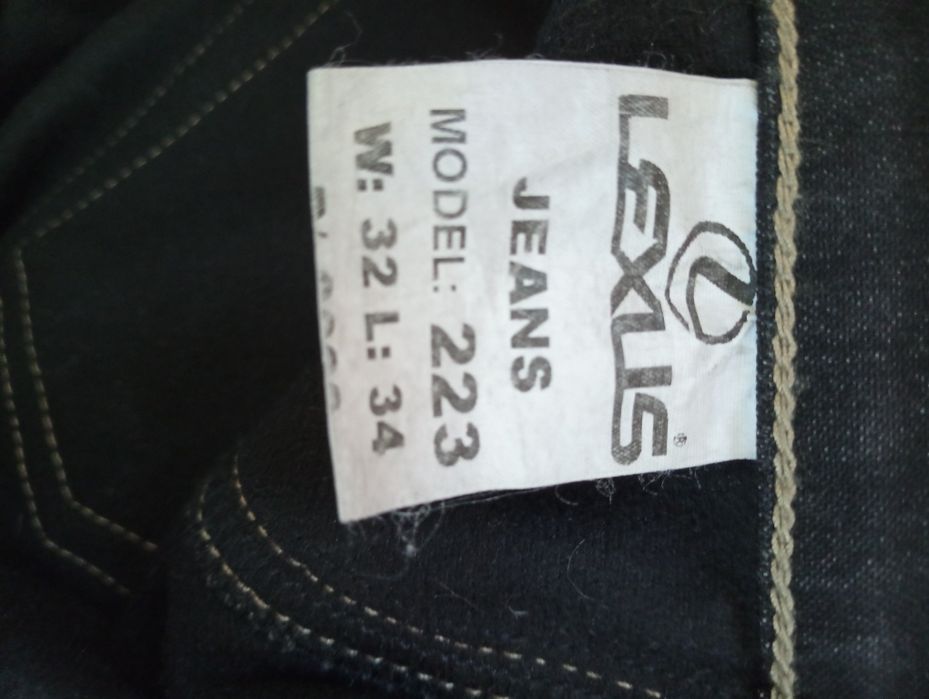 LEXUS
JEANS
MODEL: 223
W: 32 L: 34